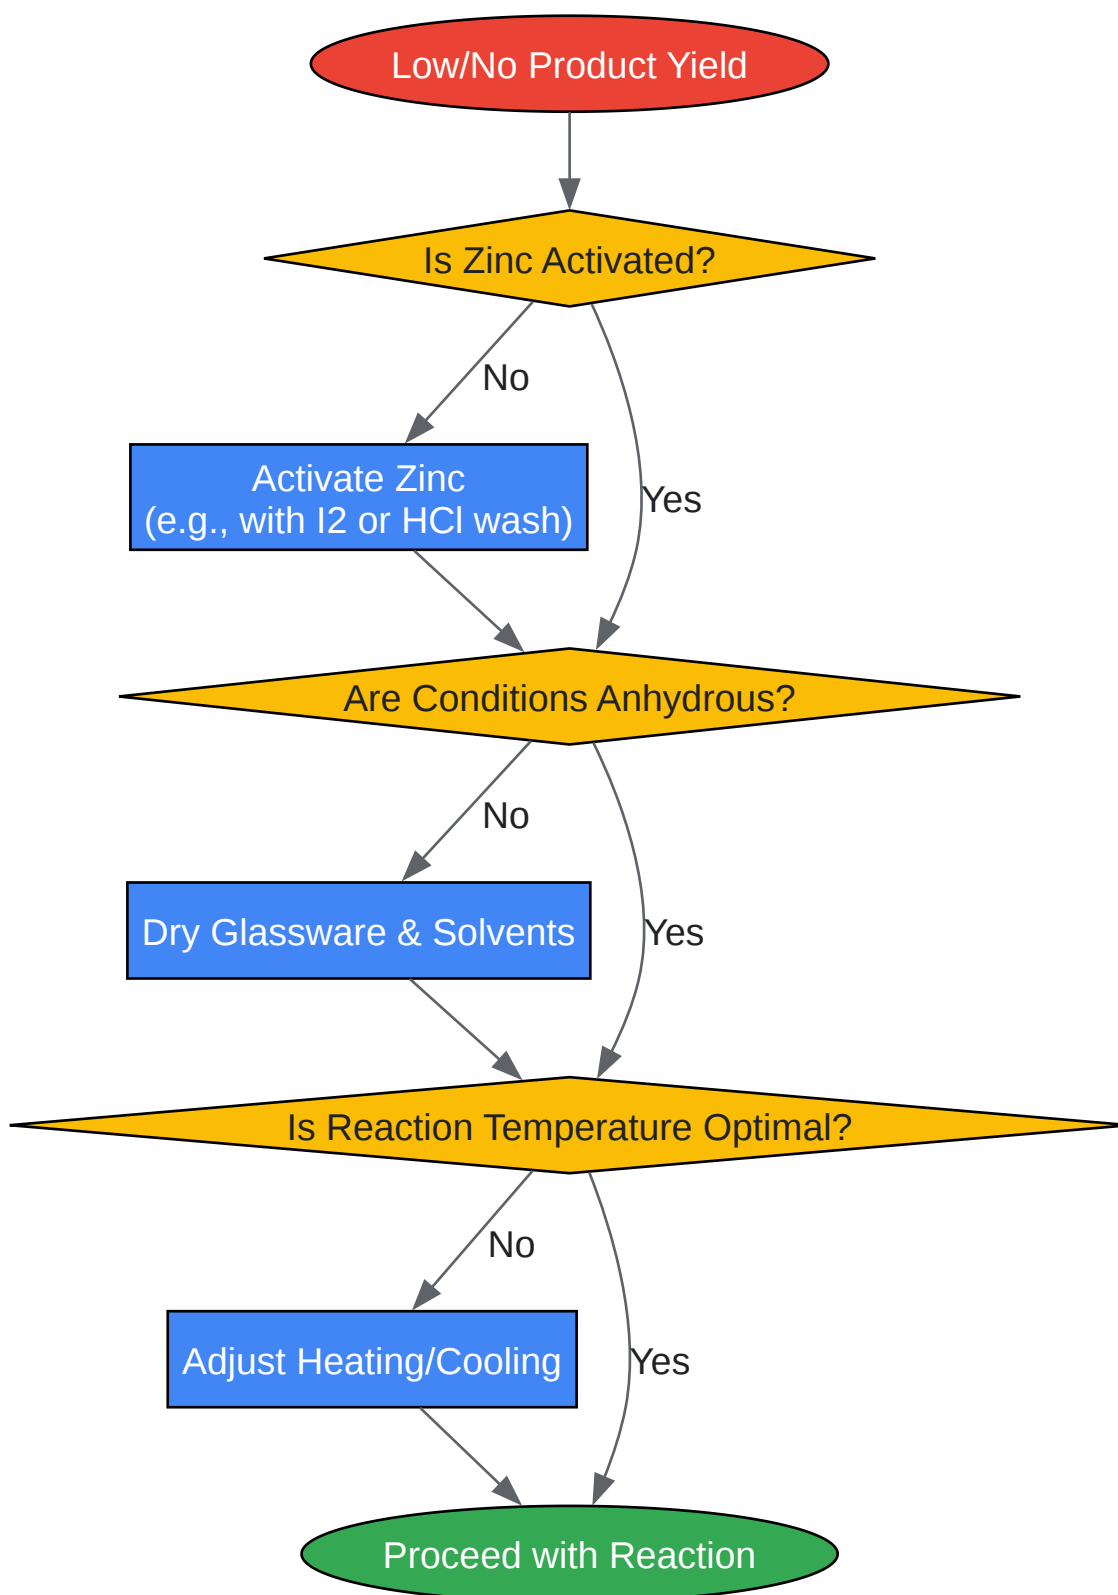 Low/No Product Yield
Is Zinc Activated?
No
Activate Zinc
(e.g., with I2 or HCl wash)
Yes
Are Conditions Anhydrous?
No
Dry Glassware & Solvents
Yes
Is Reaction Temperature Optimal?
No
Adjust Heating/Cooling
Yes
Proceed with Reaction